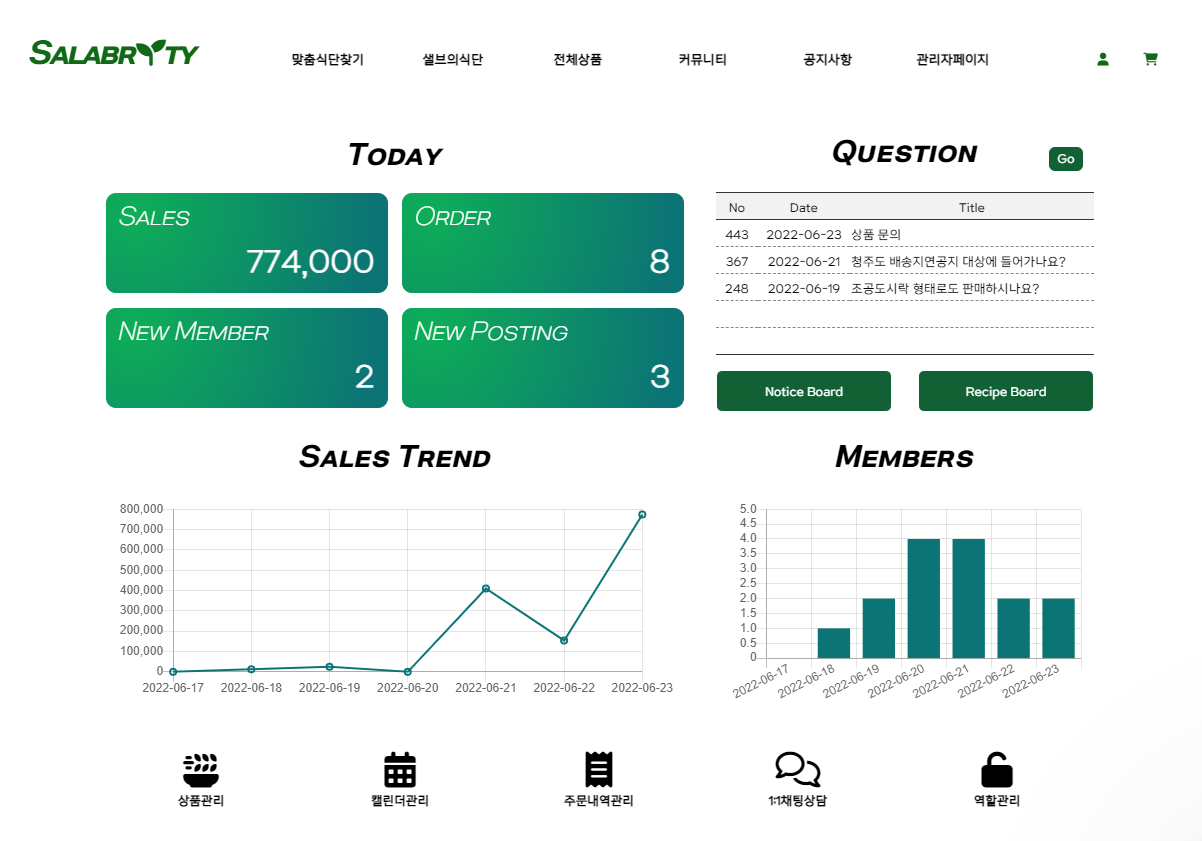 SALABRITY
맞춤식단찾기 샐브의식단 전체상품 커뮤니티 공지사항 관리자페이지
TODAY
SALES
774,000
ORDER
8
NEW MEMBER
2
NEW POSTING
3
QUESTION
Go
No Date Title
443 2022-06-23 상품 문의
367 2022-06-21 청주도 배송지연공지 대상에 들어가나요?
248 2022-06-19 조공도시락 형태로도 판매하시나요?
Notice Board Recipe Board
SALES TREND
800,000
700,000
600,000
500,000
400,000
300,000
200,000
100,000
0
2022-06-17 2022-06-18 2022-06-19 2022-06-20 2022-06-21 2022-06-22 2022-06-23
MEMBERS
5.0
4.5
4.0
3.5
3.0
2.5
2.0
1.5
1.0
0.5
0
2022-06-17 2022-06-18 2022-06-19 2022-06-20 2022-06-21 2022-06-22 2022-06-23
상품관리 캘린더관리 주문내역관리 1:1채팅상담 역할관리